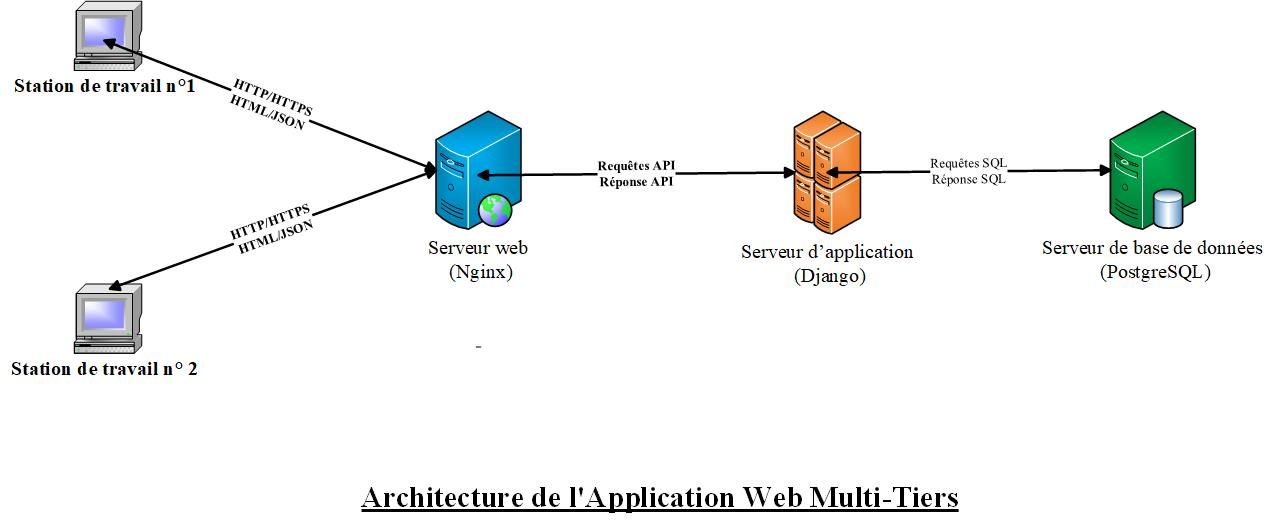 Station de travail n°1
HTTP/HTTPS
HTML/JSON
HTTP/HTTPS
HTML/JSON
Station de travail n° 2
Serveur web
(Nginx)
Requêtes API
Réponse API
Serveur d’application
(Django)
Requêtes SQL
Réponse SQL
Serveur de base de données
(PostgreSQL)
-
Architecture de l'Application Web Multi-Tiers